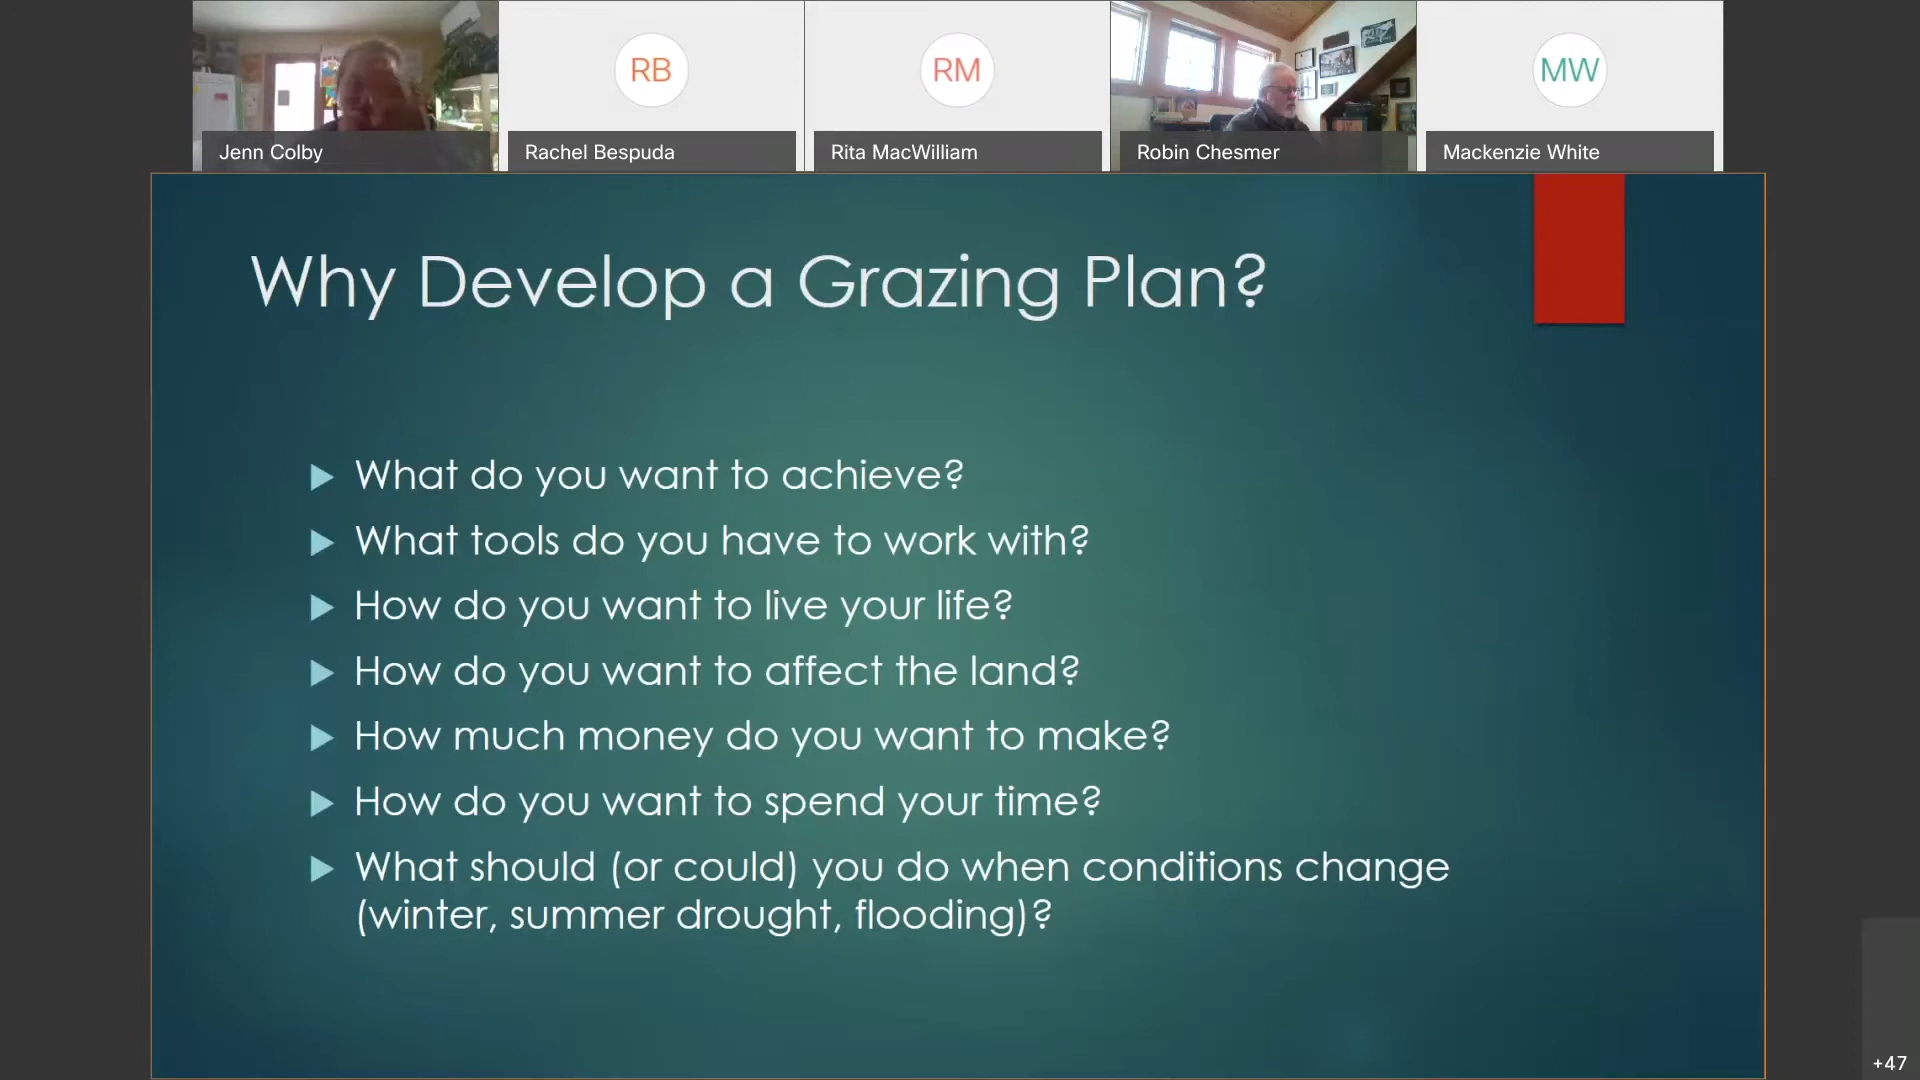 RB
RM
MW
Jenn Colby
Rachel Bespuda
Rita MacWilliam
Robin Chesmer
Mackenzie White
Why Develop a Grazing Plan?
What do you want to achieve?
What tools do you have to work with?
How do you want to live your life?
How do you want to affect the land?
How much money do you want to make?
How do you want to spend your time?
What should (or could) you do when conditions change
(winter, summer drought, flooding)?
+47